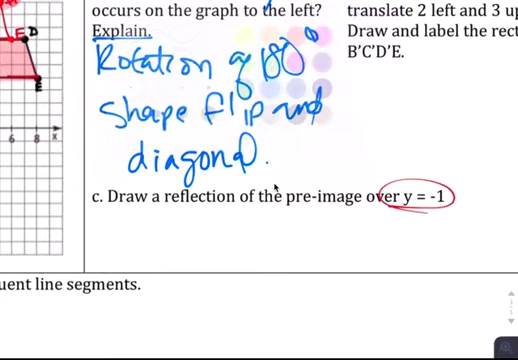 occurs on the graph to the left?
Explain.
Rotation of 180°
shape flip and
diagonal.
c. Draw a reflection of the pre-image over y = -1
translate 2 left and 3 up
Draw and label the rect
B'C'D'E.
F D
E
6 8 x
uent line segments.